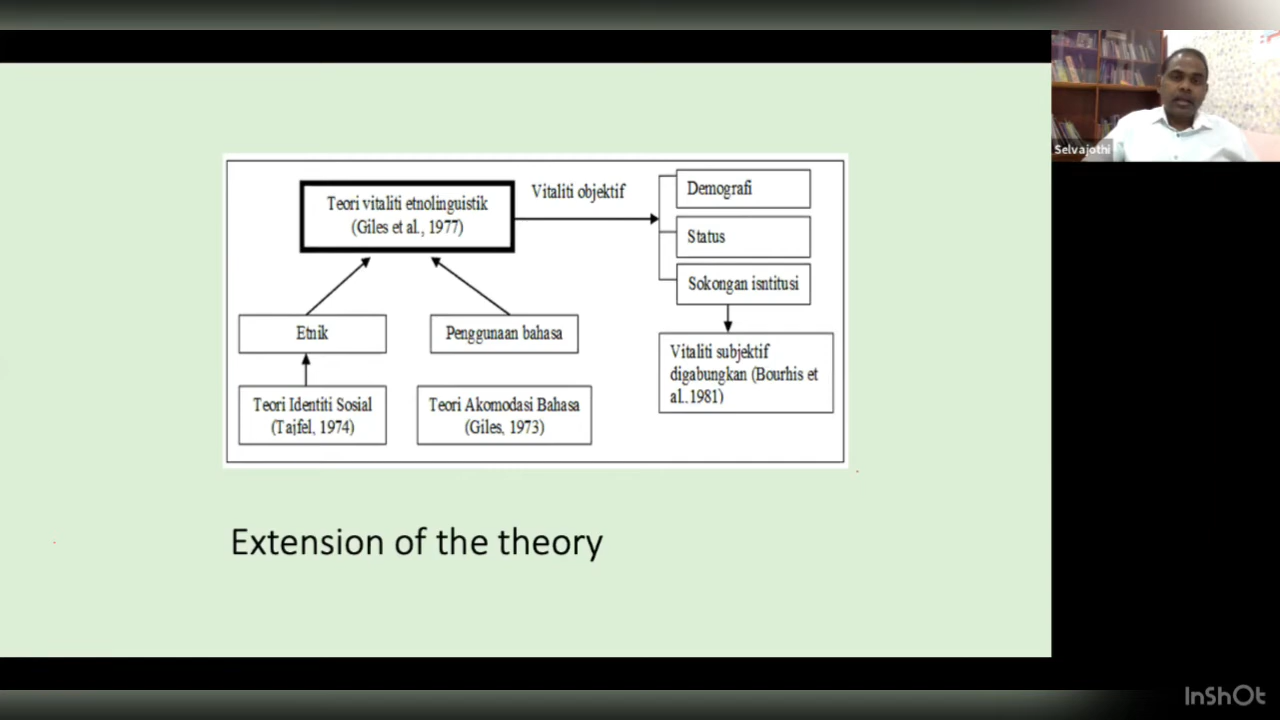 Selvajothi
Teori vitaliti etnolinguistik
(Giles et al., 1977)
Vitaliti objektif
Demografi
Status
Sokongan isntitusi
Etnik
Penggunaan bahasa
Vitaliti subjektif
digabungkan (Bourhis et
al..1981)
Teori Identiti Sosial
(Tajfel, 1974)
Teori Akomodasi Bahasa
(Giles, 1973)
Extension of the theory
InShOt